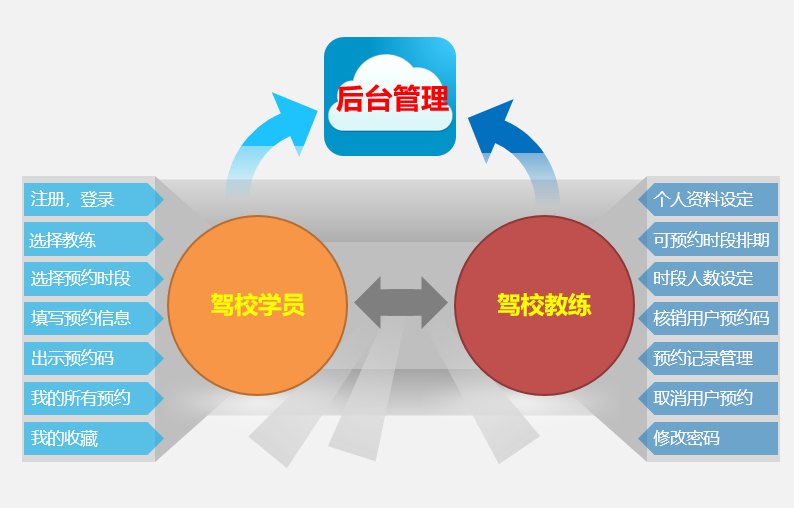 后台管理
注册，登录
选择教练
选择预约时段
填写预约信息
出示预约码
我的所有预约
我的收藏
驾校学员
驾校教练
个人资料设定
可预约时段排期
时段人数设定
核销用户预约码
预约记录管理
取消用户预约
修改密码